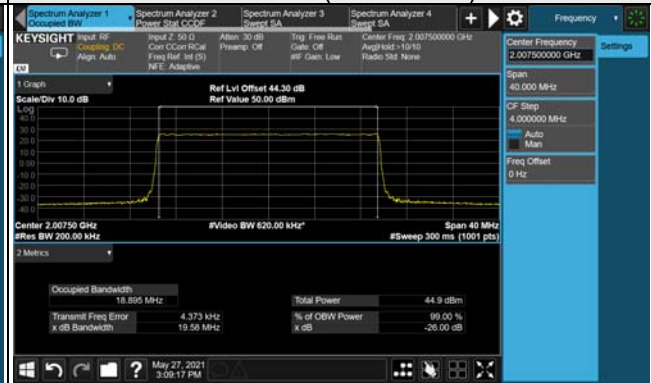 Spectrum Analyzer 1
Occupied BW
Spectrum Analyzer 2
Power Stat CCDF
Spectrum Analyzer 3
Swept SA
Spectrum Analyzer 4
Swept SA
Frequency
KEYSIGHT
Input: RF
Coupling: DC
Align: Auto
Input Z: 50 Ω
Corr CCorr RCal
Freq Ref: Int (S)
NFE: Adaptive
Atten: 30 dB
Preamp: Off
Trig: Free Run
Gate: Off
#IF Gain: Low
Center Freq: 2.007500000 GHz
Avg|Hold:>10/10
Radio Std: None
Center Frequency
2.007500000 GHz
Settings
Span
40.000 MHz
CF Step
4.000000 MHz
Auto
Man
Freq Offset
0 Hz
1 Graph
Scale/Div 10.0 dB
Ref Lvl Offset 44.30 dB
Ref Value 50.00 dBm
Log
40.0
30.0
20.0
10.0
0.00
-10.0
-20.0
-30.0
-40.0
Center 2.00750 GHz
#Res BW 200.00 kHz
#Video BW 620.00 kHz*
Span 40 MHz
#Sweep 300 ms (1001 pts)
2 Metrics
Occupied Bandwidth
18.895 MHz
Total Power 44.9 dBm
Transmit Freq Error 4.373 kHz
% of OBW Power 99.00 %
x dB Bandwidth 19.58 MHz
x dB -26.00 dB
May 27, 2021
3:09:17 PM